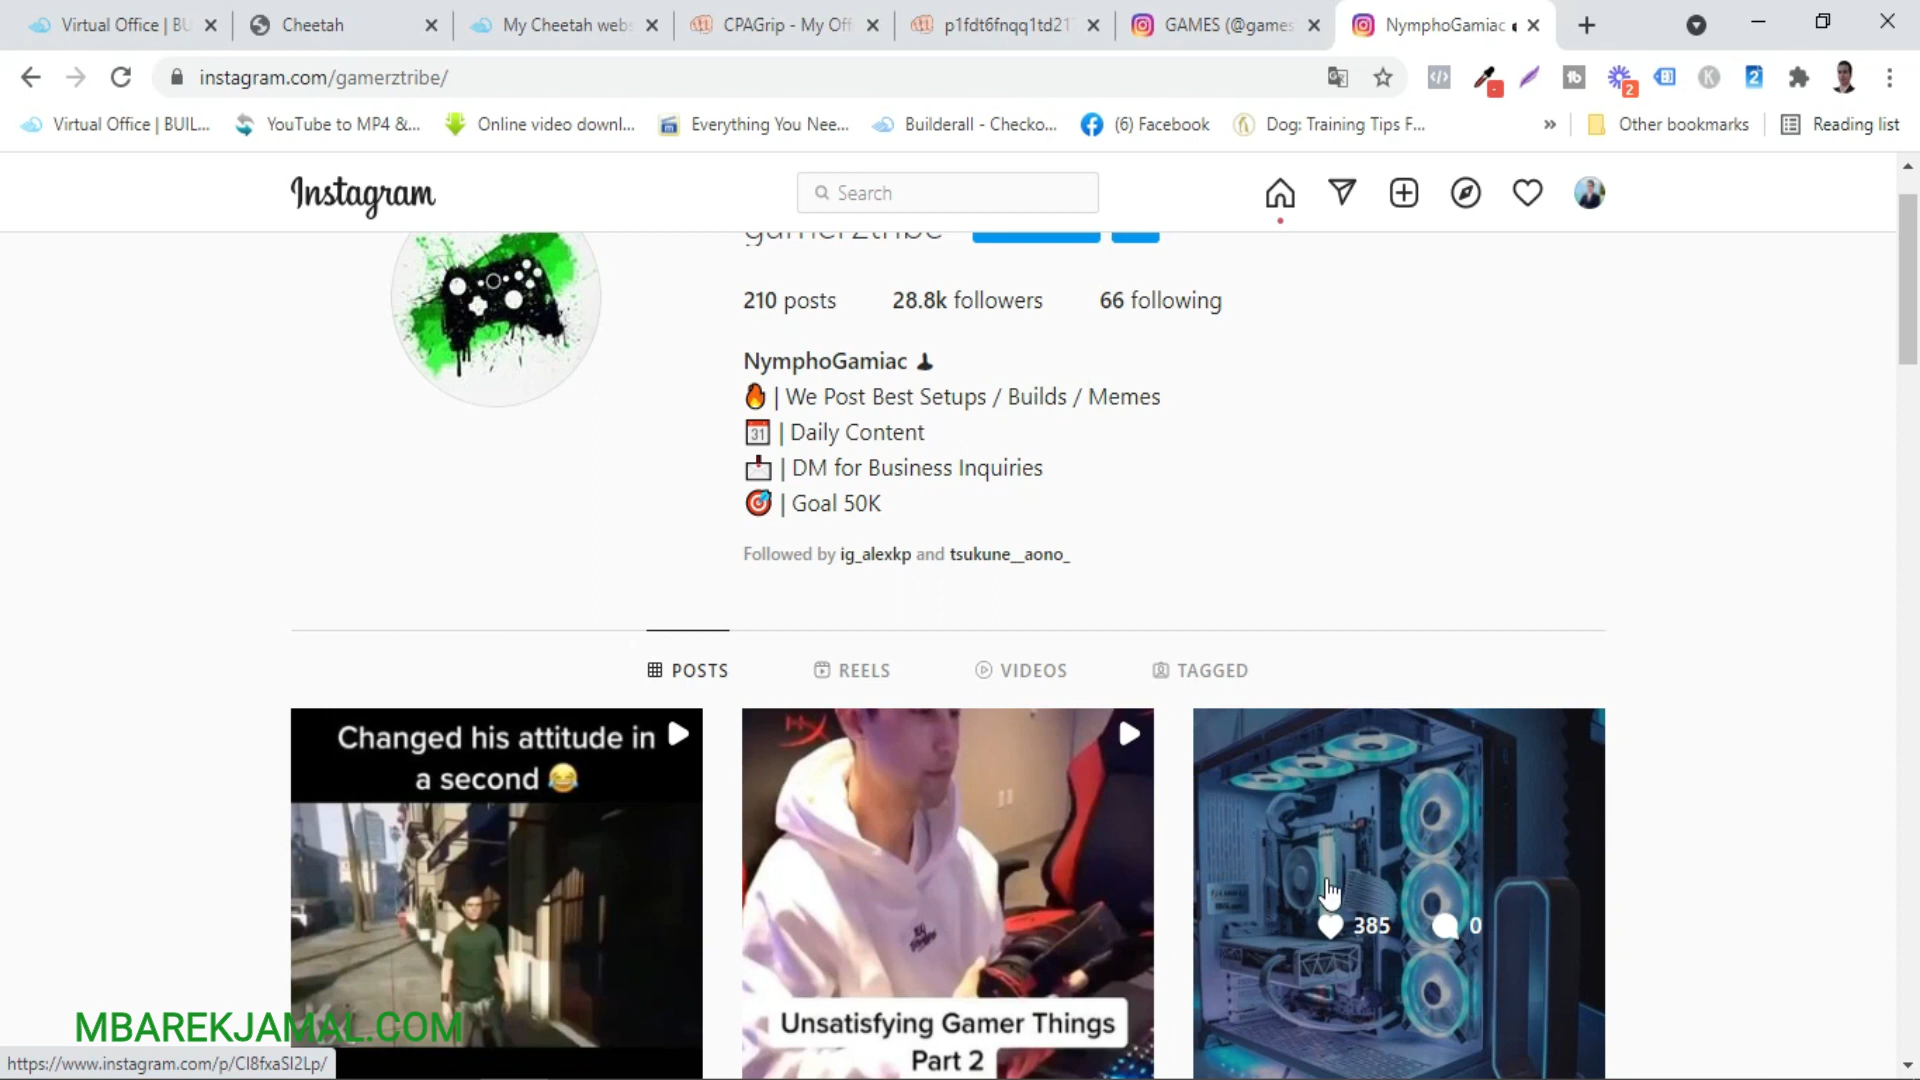 Virtual Office | BU
Cheetah
My Cheetah webs
CPAGrip - My Off
p1fdt6fnqq1td21
GAMES (@games
NymphoGamiac
instagram.com/gamerztribe/
Virtual Office | BUIL...
YouTube to MP4 &...
Online video downl...
Everything You Nee...
Builderall - Checko...
(6) Facebook
Dog: Training Tips F...
Other bookmarks
Reading list
Instagram
Search
gamerztribe
210 posts
28.8k followers
66 following
NymphoGamiac
| We Post Best Setups / Builds / Memes
| Daily Content
| DM for Business Inquiries
| Goal 50K
Followed by ig_alexkp and tsukune__aono_
POSTS
REELS
VIDEOS
TAGGED
Changed his attitude in
a second
HX
Unsatisfying Gamer Things
Part 2
385
0
MBAREKJAMAL.COM
https://www.instagram.com/p/CI8fxaSI2Lp/